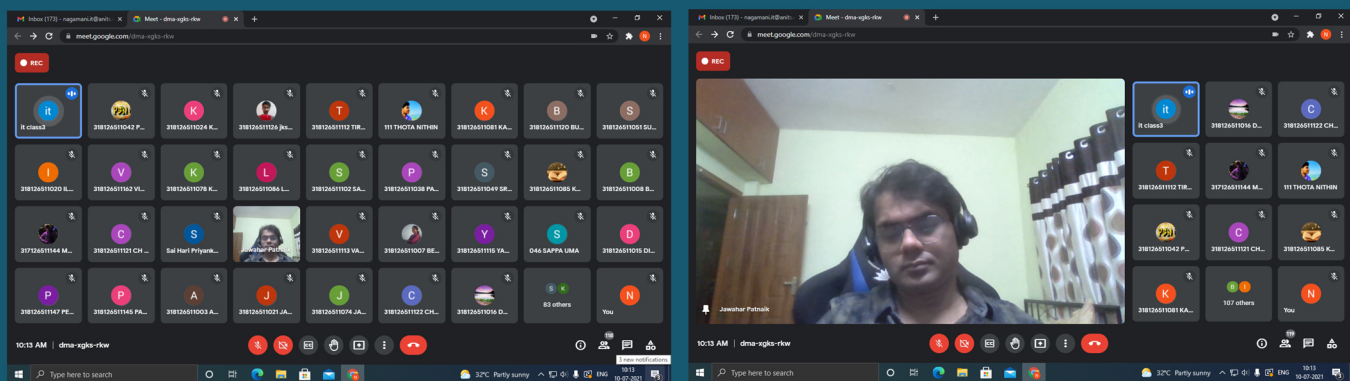 Inbox (173) - nagamani.it@anits
Meet - dma-xgks-rkw
meet.google.com/dma-xgks-rkw
REC
it
it class3
318126511042 P...
K
318126511024 K...
318126511126 jks...
T
318126511112 TIR...
111 THOTA NITHIN
K
318126511081 KA...
B
318126511120 BU...
S
318126511051 SU...
I
318126511020 IL...
V
318126511162 VI...
K
318126511078 K...
L
318126511086 L...
S
318126511102 SA...
P
318126511038 PA...
S
318126511049 SR...
318126511085 K...
B
318126511008 B...
317126511144 M...
C
318126511121 CH ...
S
Sai Hari Priyank...
Jawahar Patnaik
V
318126511113 VA...
318126511007 BE...
Y
318126511115 YA...
S
046 SAPPA UMA
D
318126511015 DI...
P
318126511147 PE...
P
318126511145 PA...
A
318126511003 A...
J
318126511021 JA...
J
318126511074 JA...
C
318126511122 CH...
318126511016 D...
S K
83 others
N
You
10:13 AM | dma-xgks-rkw
118
3 new notifications
Type here to search
32°C Partly sunny
ENG
10:13
10-07-2021
Inbox (173) - nagamani.it@anits
Meet - dma-xgks-rkw
meet.google.com/dma-xgks-rkw
REC
Jawahar Patnaik
it
it class3
318126511016 D...
C
318126511122 CH...
T
318126511112 TIR...
317126511144 M...
111 THOTA NITHIN
318126511042 P...
C
318126511121 CH...
318126511085 K...
K
318126511081 KA...
B I
107 others
N
You
10:13 AM | dma-xgks-rkw
119
Type here to search
32°C Partly sunny
ENG
10:13
10-07-2021